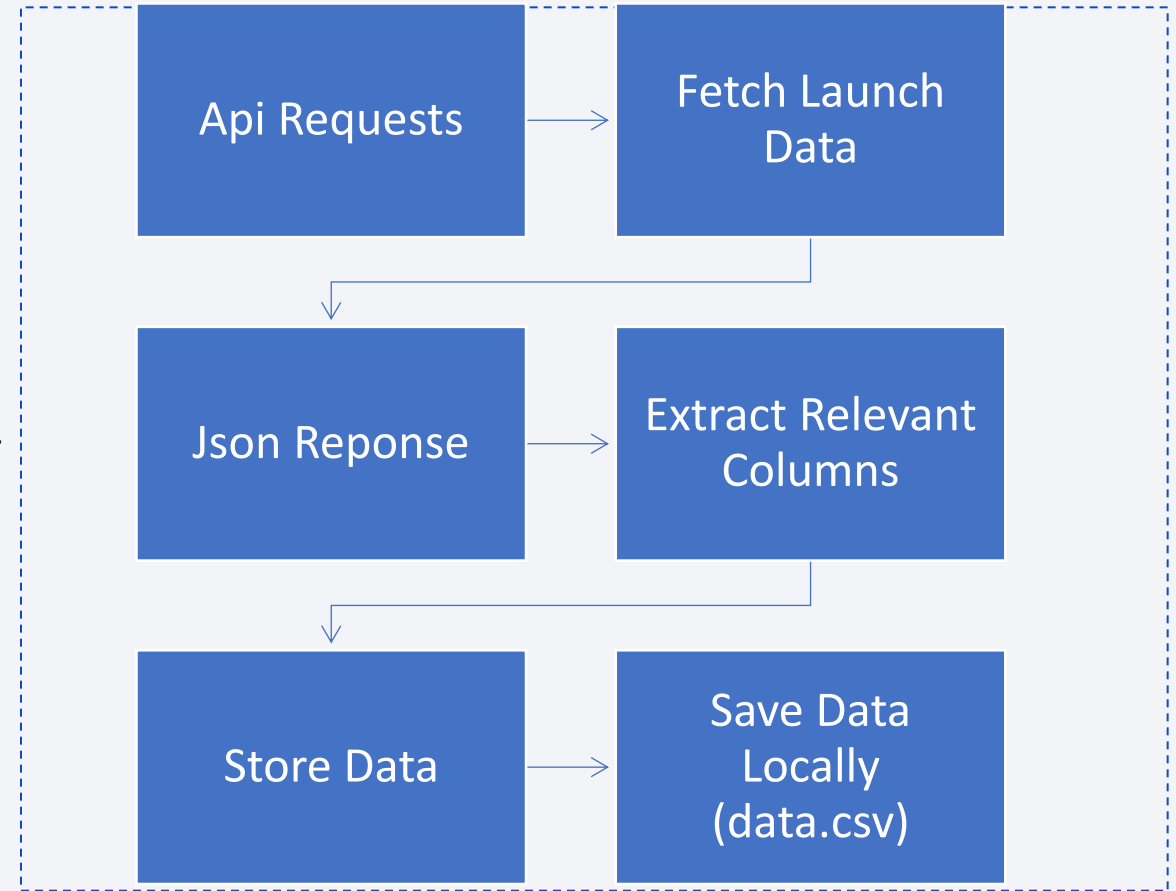 Api Requests
Fetch Launch
Data
Json Reponse
Extract Relevant
Columns
Store Data
Save Data
Locally
(data.csv)